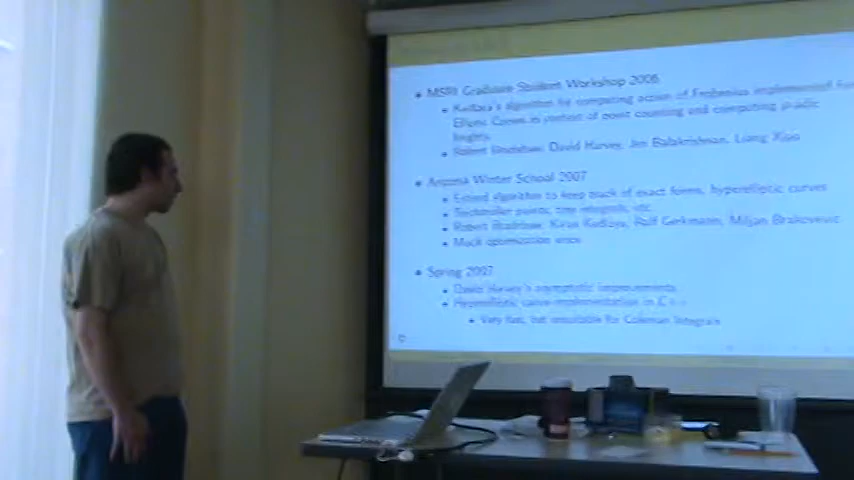 MSRI Graduate Student Workshop 2006
Kedlaya's algorithm by computing action of Frobenius implemented for
Elliptic Curves in context of point counting and computing p-adic
heights.
Robert Bradshaw, David Harvey, Jen Balakrishnan, Liang Xiao
Arizona Winter School 2007
Extend algorithm to keep track of exact forms, hyperelliptic curves
Teichmuller points, tiny integrals, etc.
Robert Bradshaw, Kiran Kedlaya, Ralf Gerkmann, Miljan Brakovevic
Much optimization since
Spring 2007
David Harvey's asymptotic improvements
Hyperelliptic curve implementation in C++
Very fast, but unsuitable for Coleman Integrals